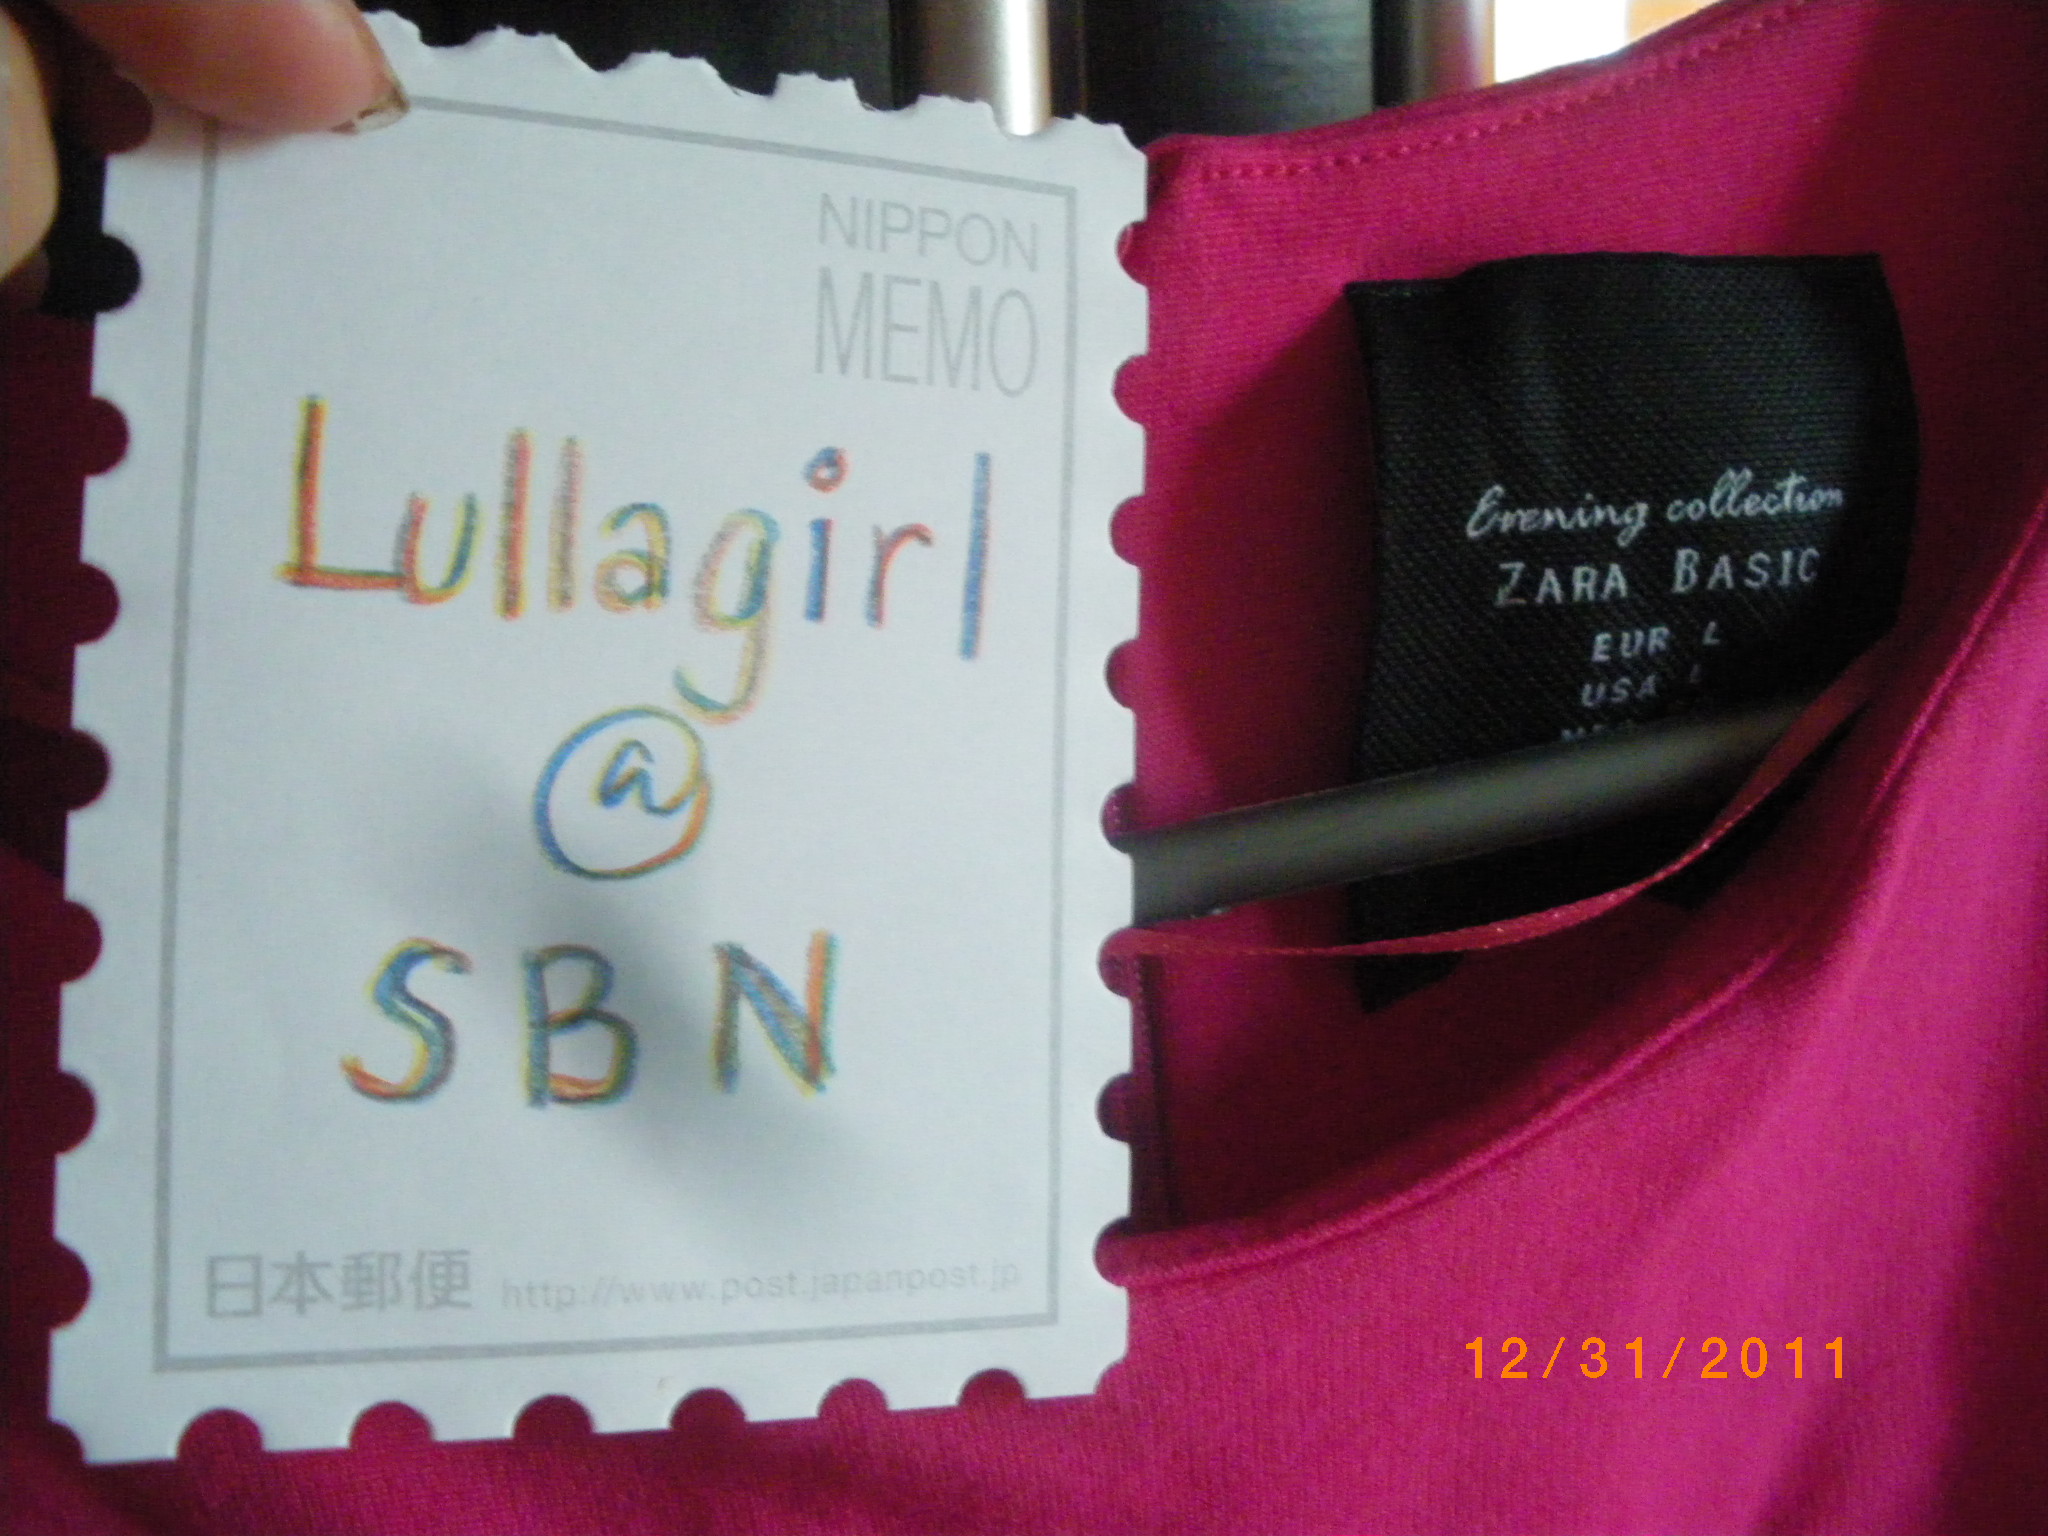 NIPPON
MEMO
Lullagirl
@
SBN
日本郵便 http://www.post.japanpost.jp
Evening collection
ZARA BASIC
EUR L
USA
12/31/2011